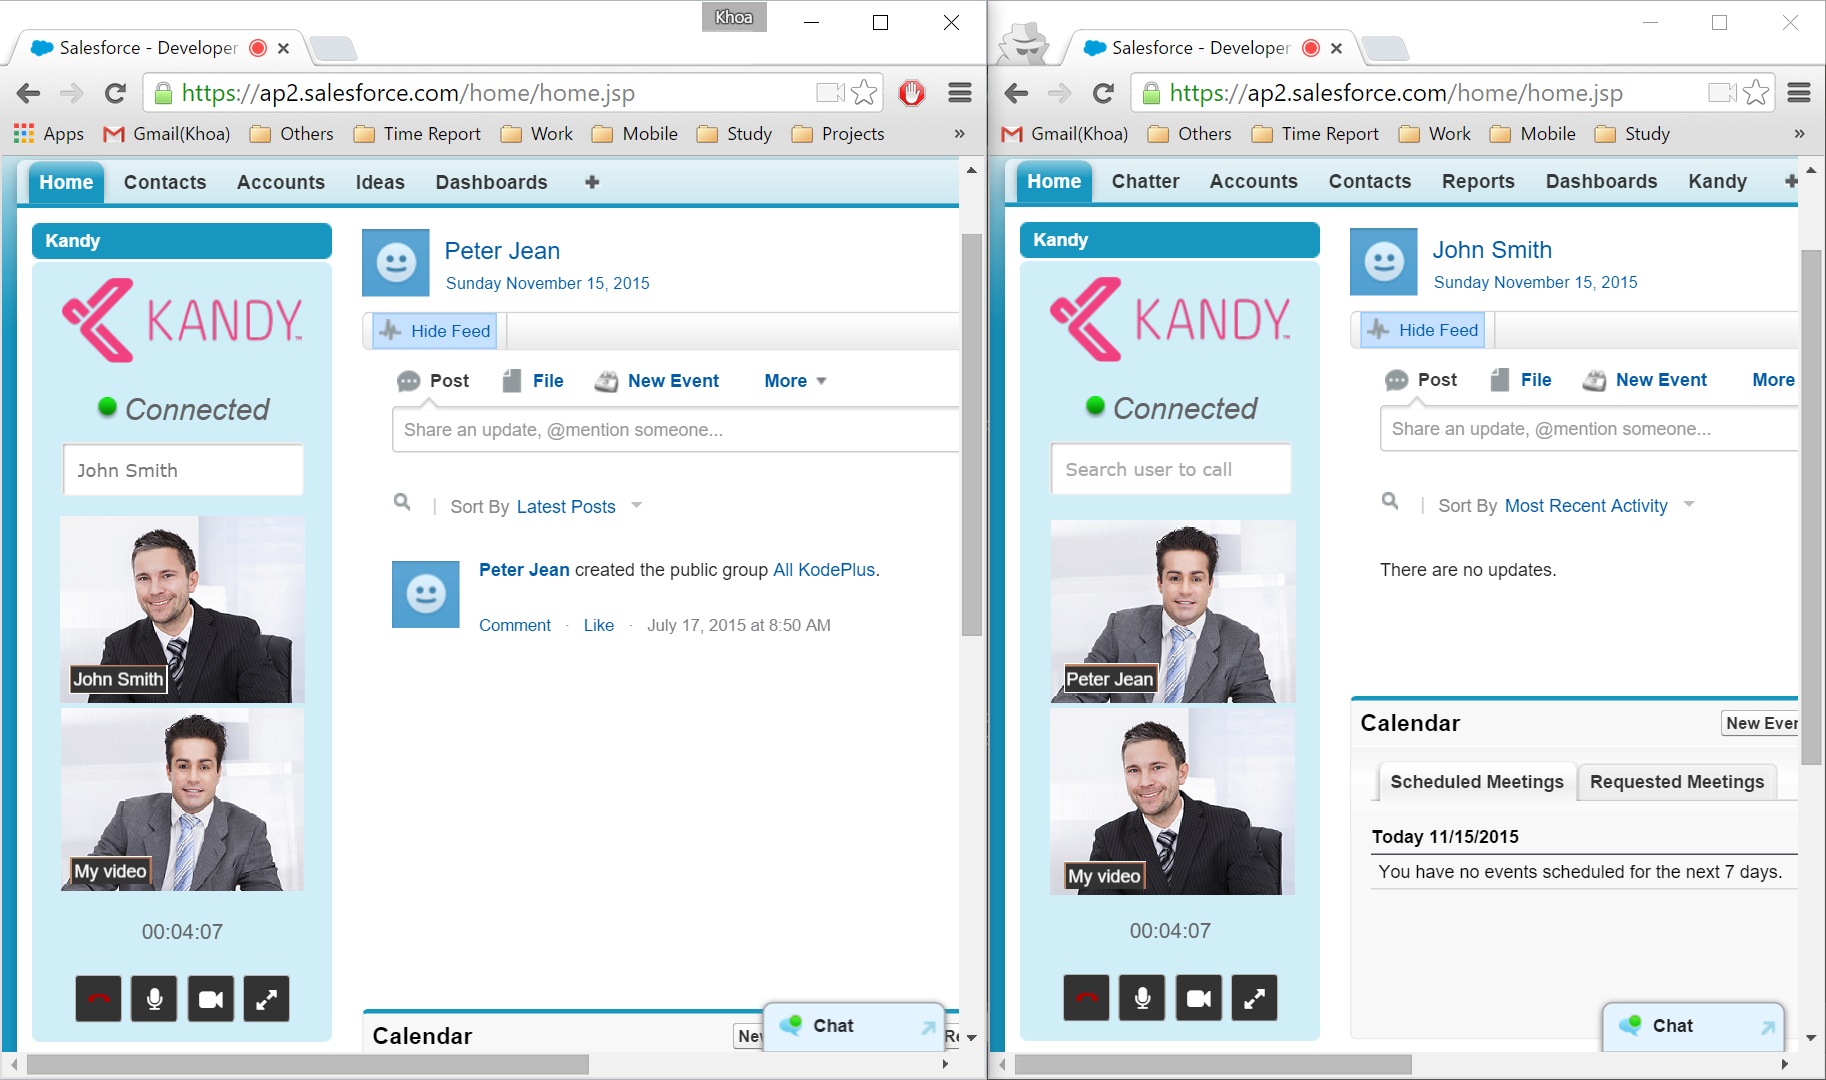 Khoa
Salesforce - Developer
https://ap2.salesforce.com/home/home.jsp
Apps Gmail(Khoa) Others Time Report Work Mobile Study Projects »
Home Contacts Accounts Ideas Dashboards
Kandy
KANDY™
Connected
John Smith
John Smith
My video
00:04:07
Peter Jean
Sunday November 15, 2015
Hide Feed
Post File New Event More
Share an update, @mention someone...
Sort By Latest Posts
Peter Jean created the public group All KodePlus.
Comment · Like · July 17, 2015 at 8:50 AM
Calendar Ne Re
Chat
Salesforce - Developer
https://ap2.salesforce.com/home/home.jsp
Gmail(Khoa) Others Time Report Work Mobile Study »
Home Chatter Accounts Contacts Reports Dashboards Kandy
Kandy
KANDY™
Connected
Search user to call
Peter Jean
My video
00:04:07
John Smith
Sunday November 15, 2015
Hide Feed
Post File New Event More
Share an update, @mention someone...
Sort By Most Recent Activity
There are no updates.
Calendar New Ever
Scheduled Meetings Requested Meetings
Today 11/15/2015
You have no events scheduled for the next 7 days.
Chat